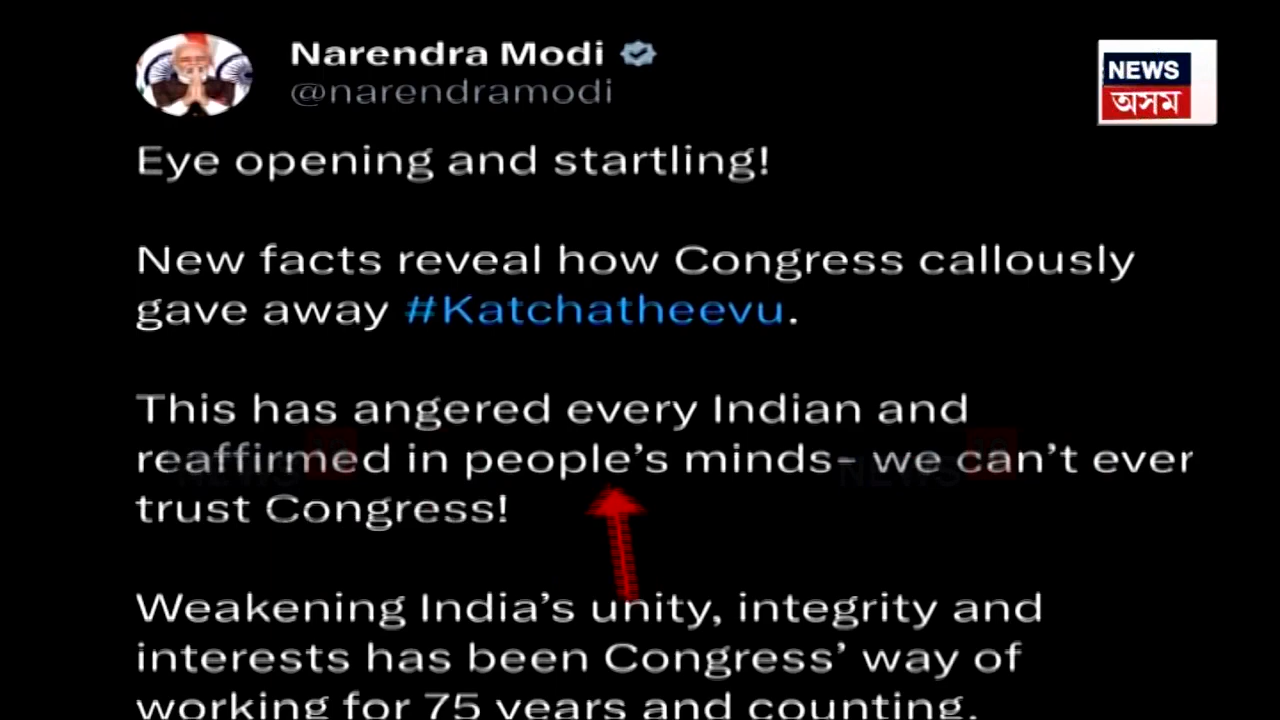 Narendra Modi
@narendramodi
NEWS
অসম
Eye opening and startling!
New facts reveal how Congress callously
gave away #Katchatheevu.
This has angered every Indian and
reaffirmed in people's minds- we can't ever
trust Congress!
Weakening India's unity, integrity and
interests has been Congress' way of
working for 75 years and counting.